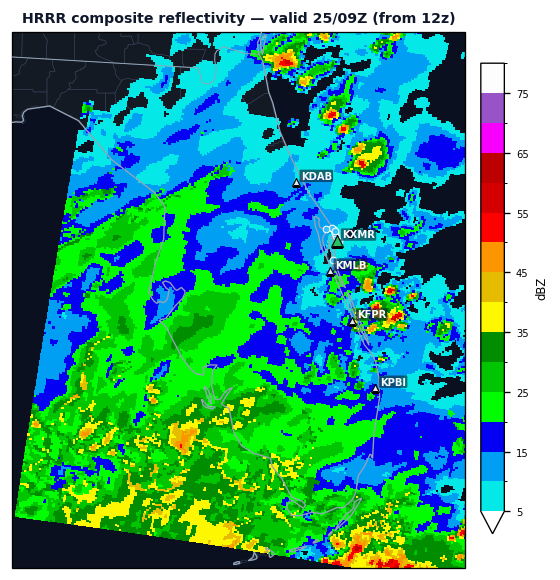 HRRR composite reflectivity — valid 25/09Z (from 12z)
KDAB
KXMR
KMLB
KFPR
KPBI
75
65
55
45
35
25
15
5
dBZ